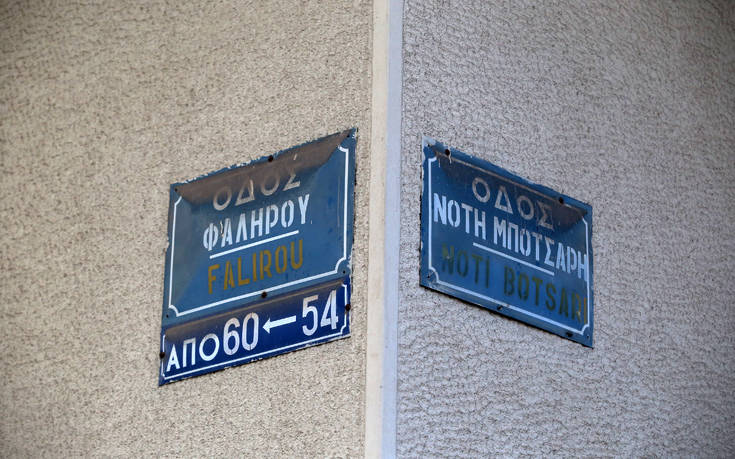 ΟΔΟΣ
ΦΑΛΗΡΟΥ
FALIROU
ΑΠΟ 60 ← 54
ΟΔΟΣ
ΝΟΤΗ ΜΠΟΤΣΑΡΗ
NOTI BOTSARI